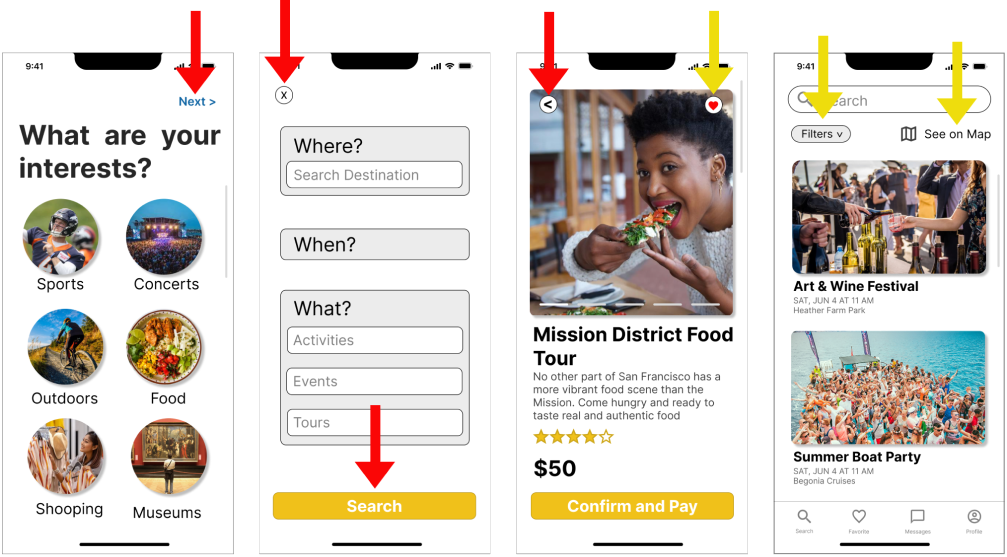 9:41
Next >
What are your
interests?
Sports
Concerts
Outdoors
Food
Shooping
Museums
X
Where?
Search Destination
When?
What?
Activities
Events
Tours
Search
<
Mission District Food
Tour
No other part of San Francisco has a
more vibrant food scene than the
Mission. Come hungry and ready to
taste real and authentic food
$50
Confirm and Pay
9:41
Search
Filters v
See on Map
Art & Wine Festival
SAT, JUN 4 AT 11 AM
Heather Farm Park
Summer Boat Party
SAT, JUN 4 AT 11 AM
Begonia Cruises
Search
Favorite
Messages
Profile